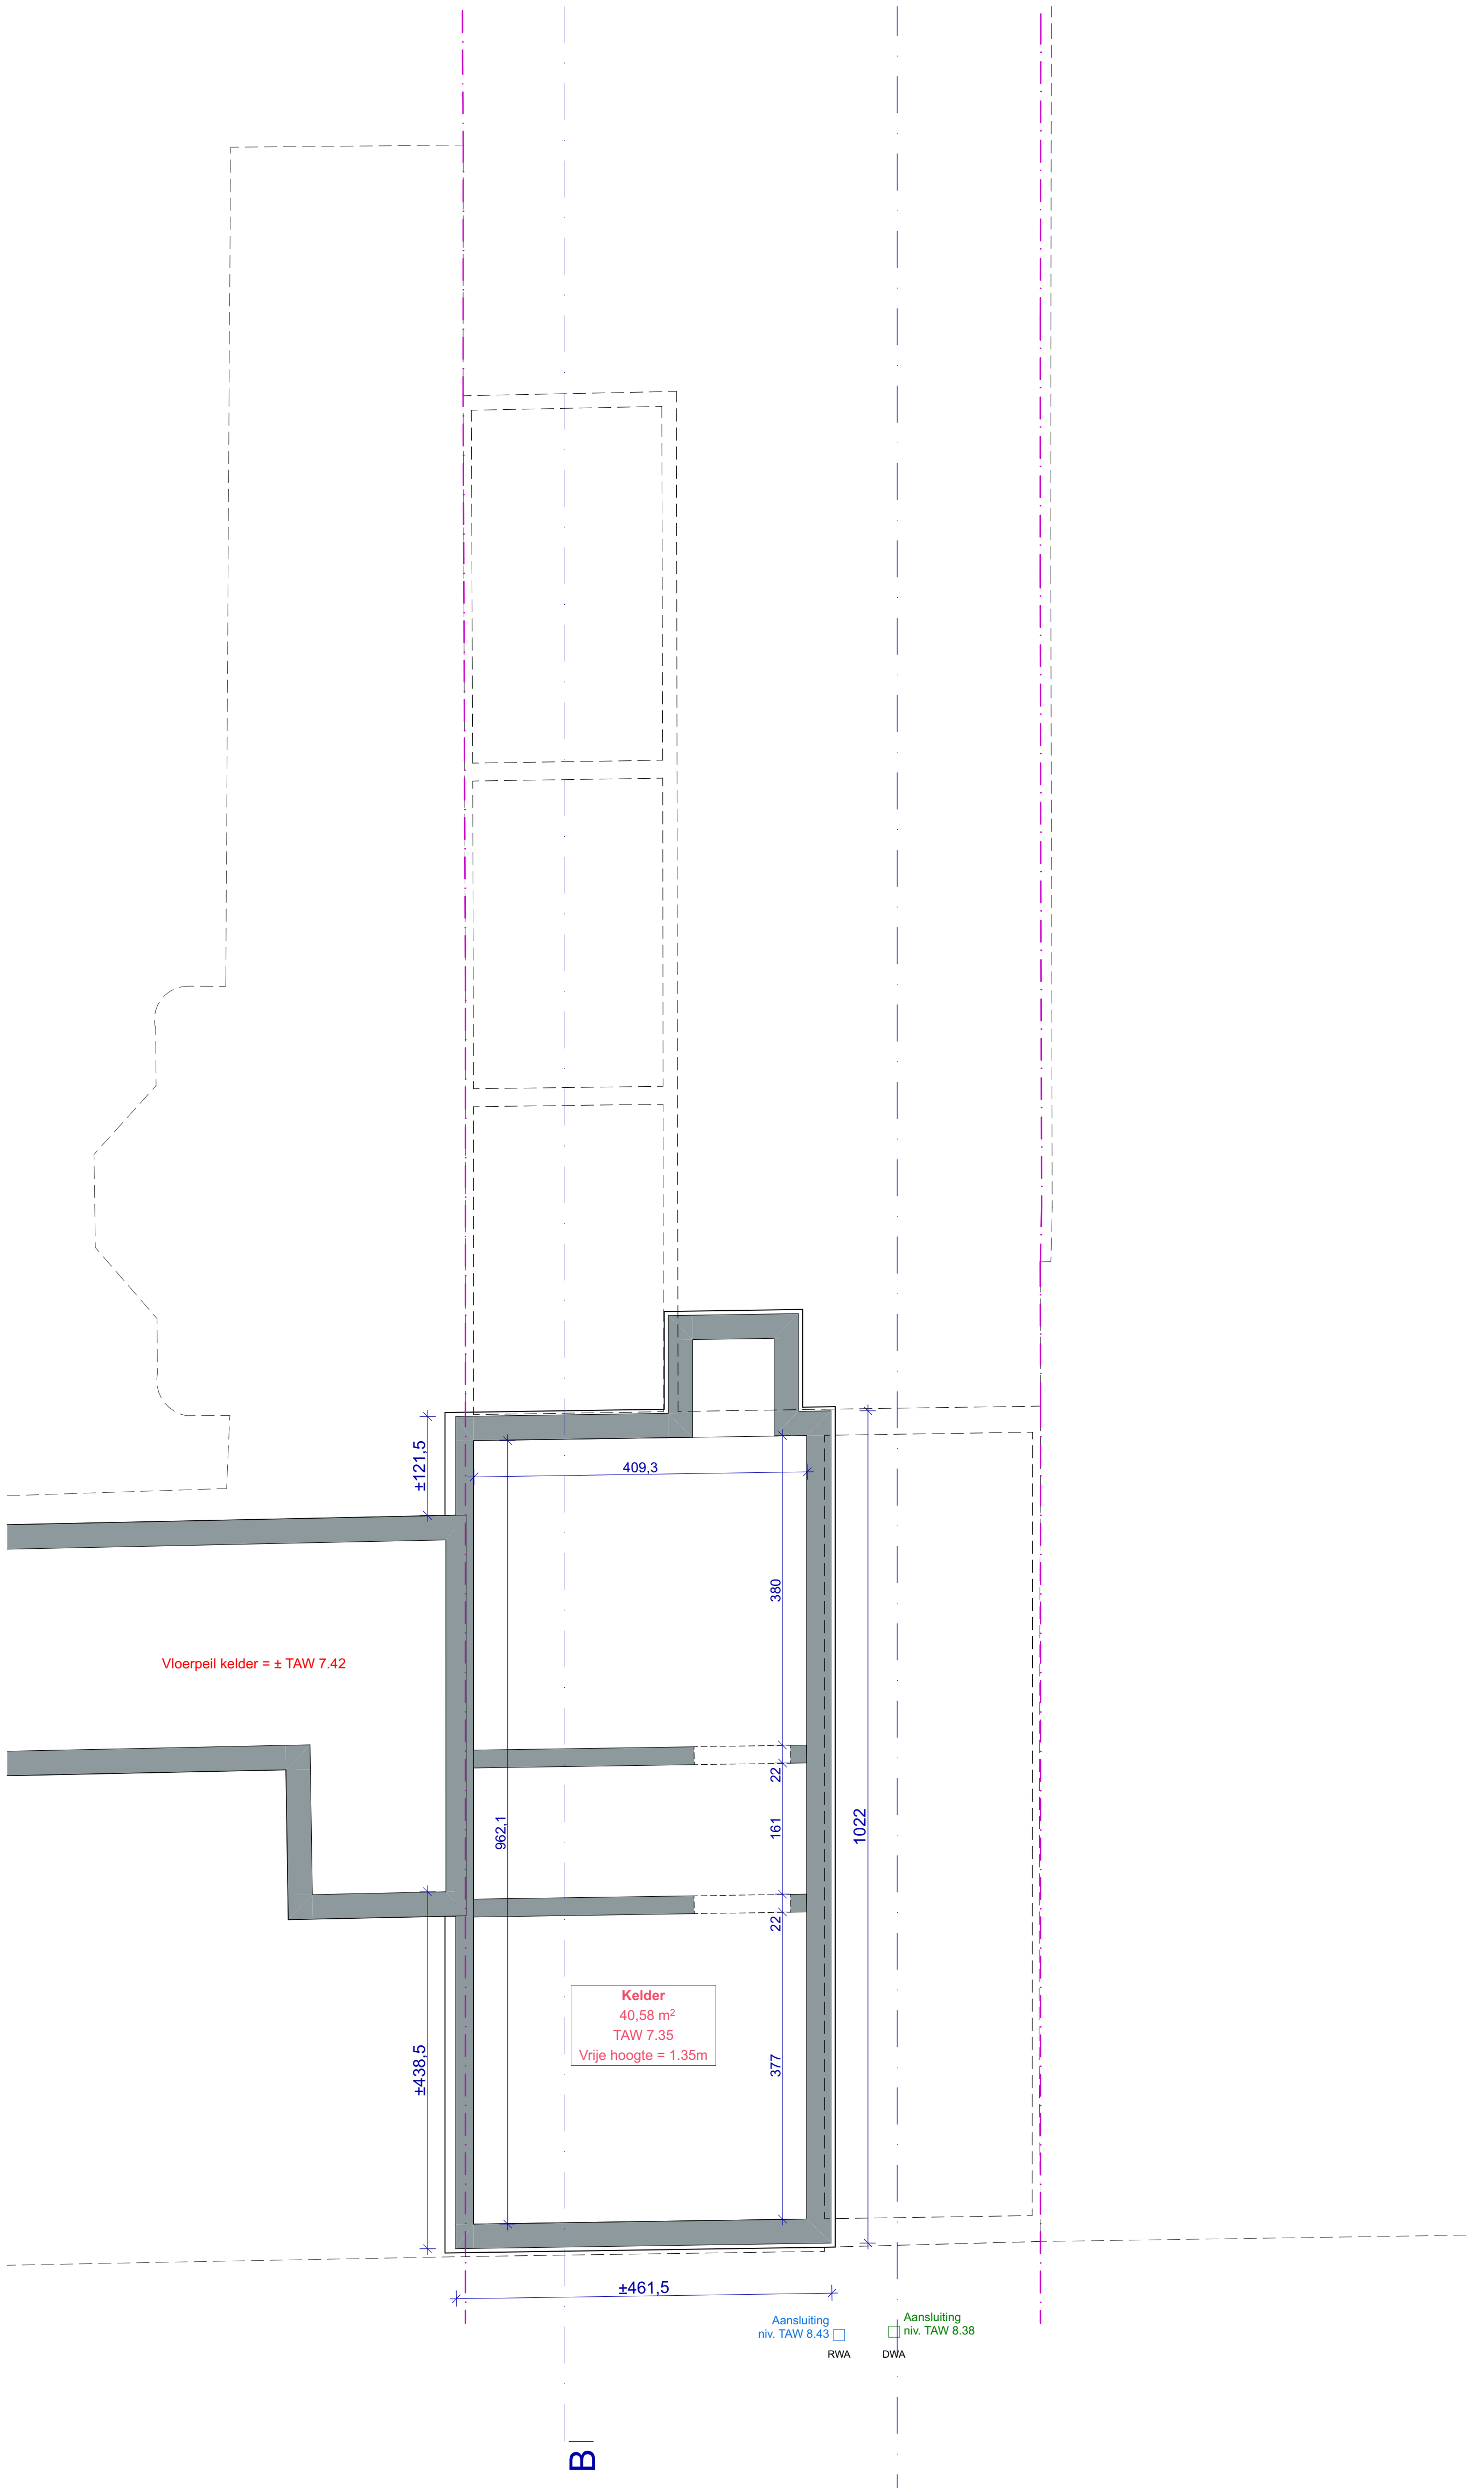 ±121,5
409,3
380
Vloerpeil kelder = ± TAW 7.42
22
962,1
161
1022
22
Kelder
40,58 m²
TAW 7.35
Vrije hoogte = 1.35m
±438,5
377
±461,5
Aansluiting
niv. TAW 8.43
RWA
Aansluiting
niv. TAW 8.38
DWA
B